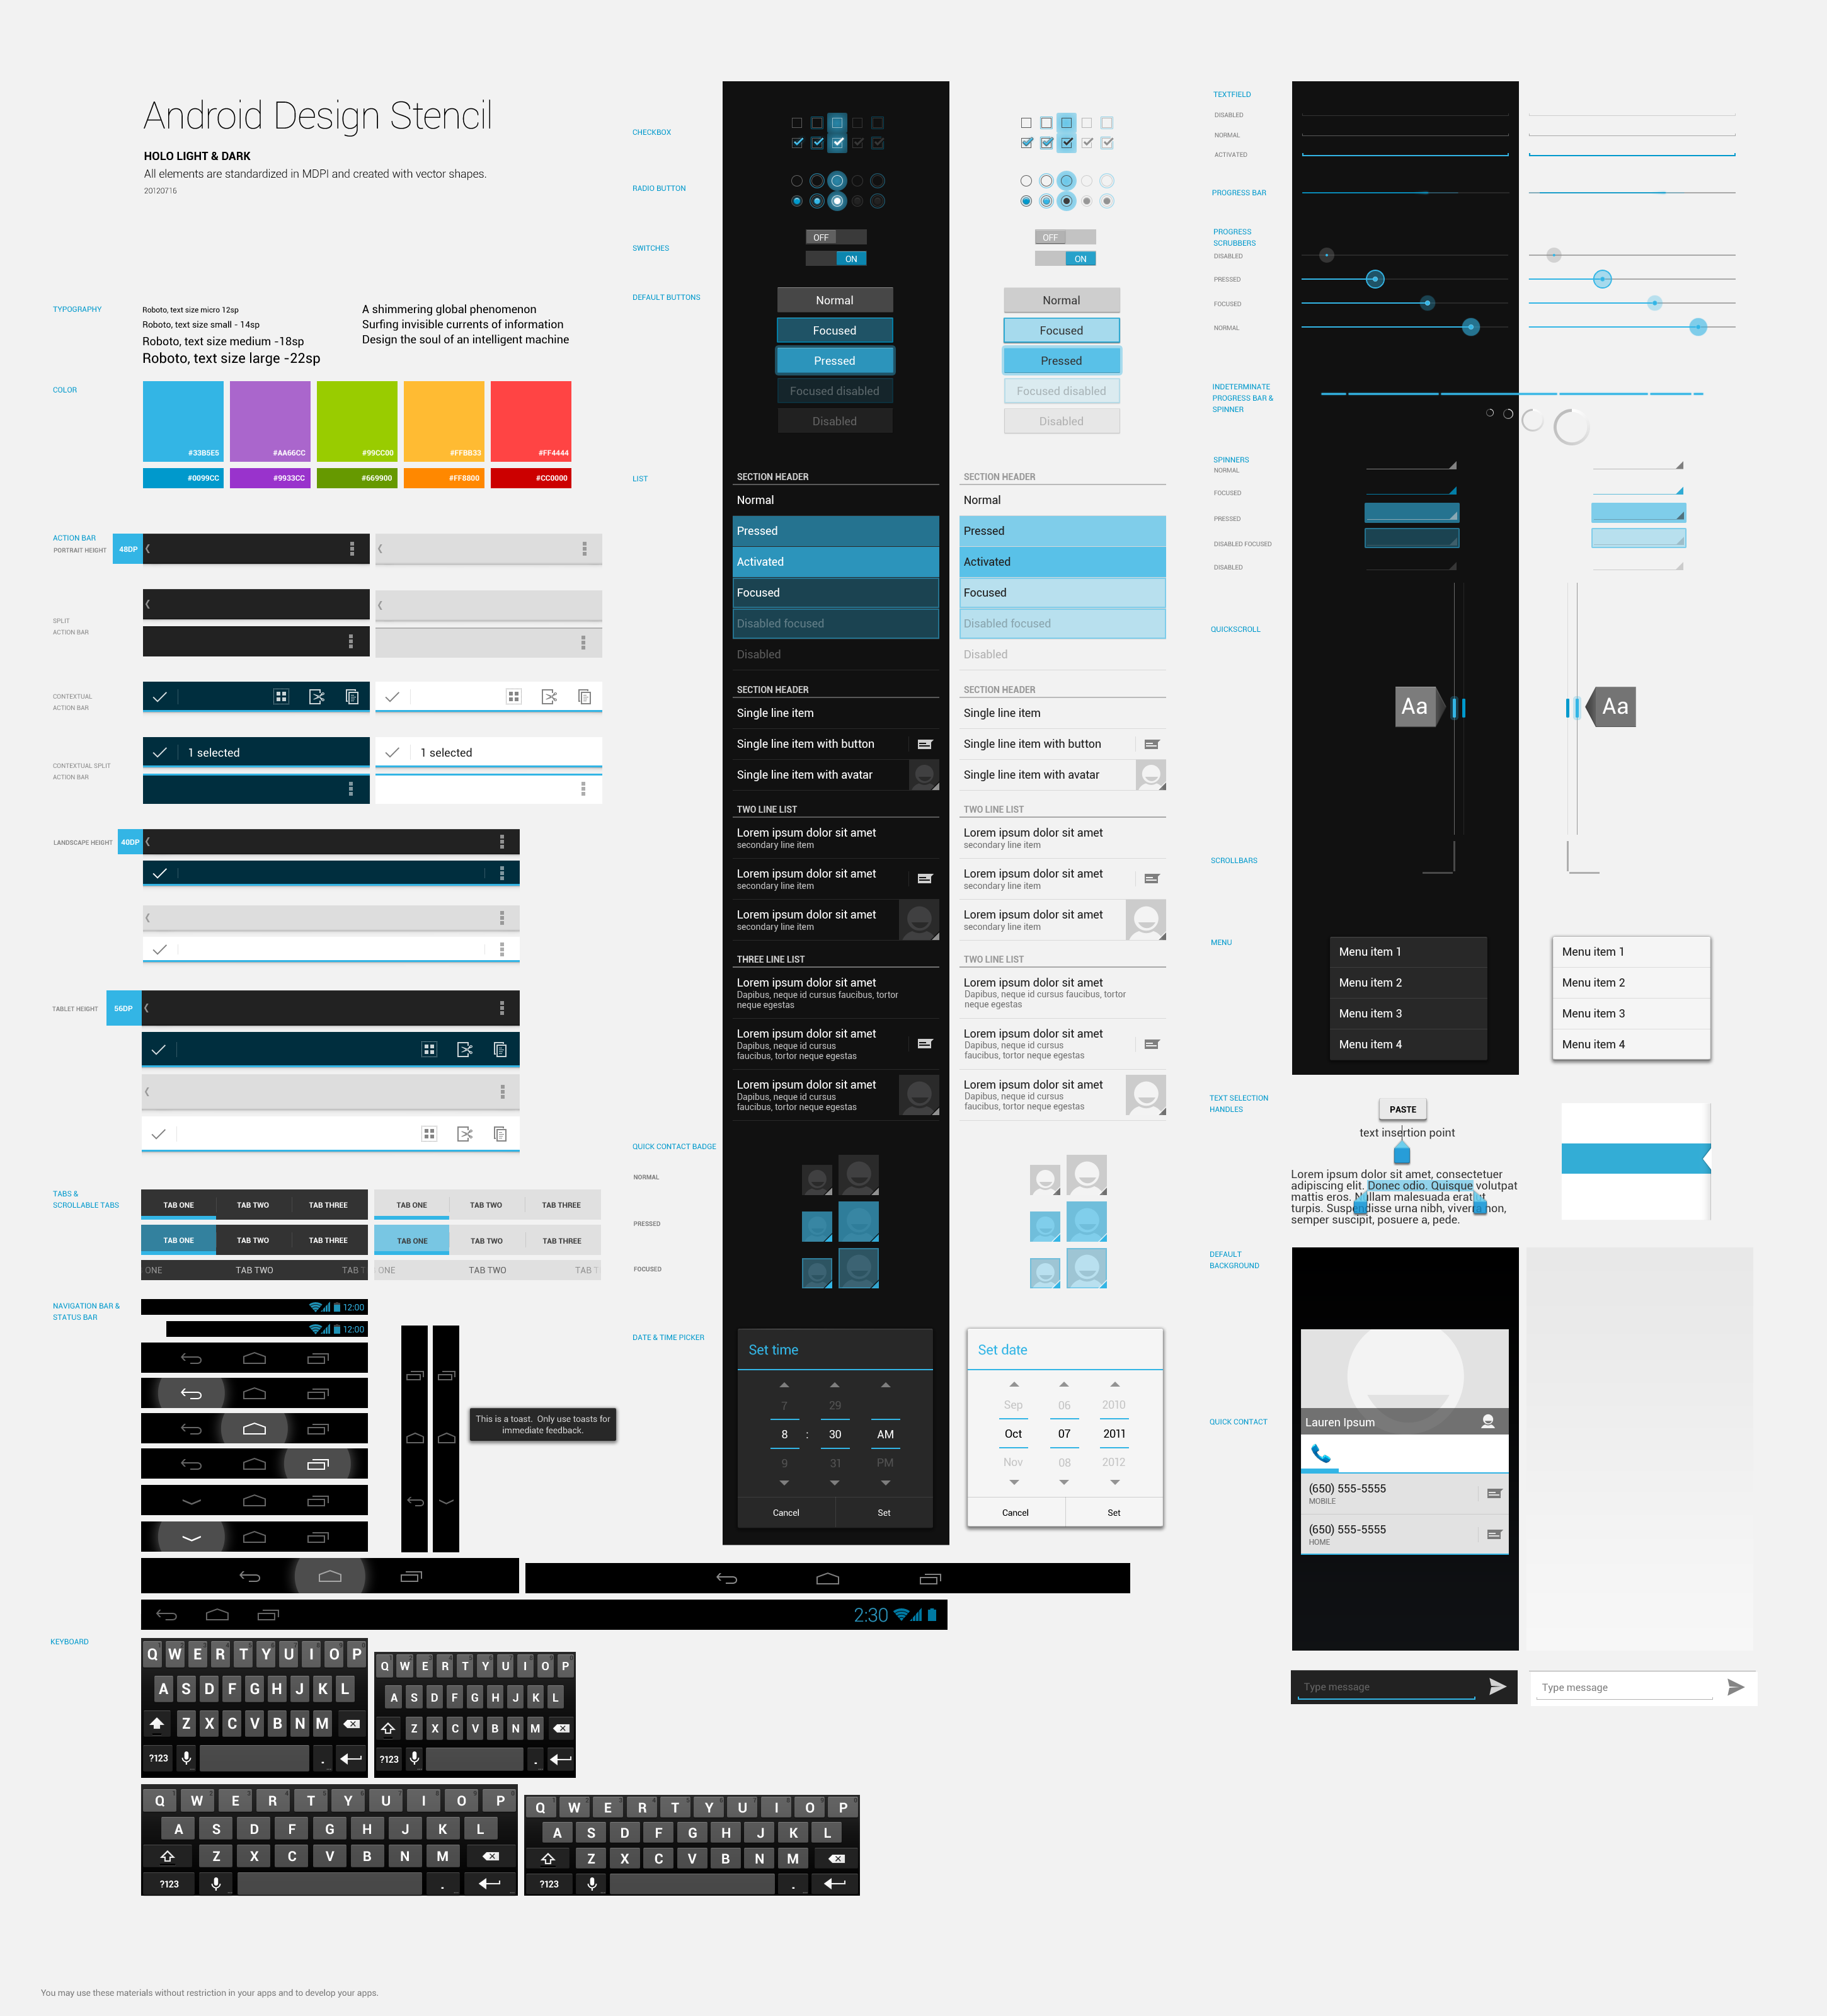 Android Design Stencil
HOLO LIGHT & DARK
All elements are standardized in MDPI and created with vector shapes.
20120716
TYPOGRAPHY
Roboto, text size micro 12sp
Roboto, text size small - 14sp
Roboto, text size medium -18sp
Roboto, text size large -22sp
A shimmering global phenomenon
Surfing invisible currents of information
Design the soul of an intelligent machine
COLOR
#33B5E5
#AA66CC
#99CC00
#FFBB33
#FF4444
#0099CC
#9933CC
#669900
#FF8800
#CC0000
ACTION BAR
PORTRAIT HEIGHT
48DP
SPLIT
ACTION BAR
CONTEXTUAL
ACTION BAR
CONTEXTUAL SPLIT
ACTION BAR
1 selected
1 selected
LANDSCAPE HEIGHT
40DP
TABLET HEIGHT
56DP
TABS &
SCROLLABLE TABS
TAB ONE TAB TWO TAB THREE
TAB ONE TAB TWO TAB THREE
TAB ONE TAB TWO TAB THREE
TAB ONE TAB TWO TAB THREE
ONE TAB TWO TAB T
ONE TAB TWO TAB T
NAVIGATION BAR &
STATUS BAR
12:00
12:00
This is a toast. Only use toasts for
immediate feedback.
2:30
KEYBOARD
Q W E R T Y U I O P
A S D F G H J K L
Z X C V B N M
?123 .
Q W E R T Y U I O P
A S D F G H J K L
Z X C V B N M
?123 .
Q W E R T Y U I O P
A S D F G H J K L
Z X C V B N M
?123 .
Q W E R T Y U I O P
A S D F G H J K L
Z X C V B N M
?123 .
CHECKBOX
RADIO BUTTON
SWITCHES
OFF
ON
OFF
ON
DEFAULT BUTTONS
Normal
Focused
Pressed
Focused disabled
Disabled
Normal
Focused
Pressed
Focused disabled
Disabled
LIST
SECTION HEADER
Normal
Pressed
Activated
Focused
Disabled focused
Disabled
SECTION HEADER
Single line item
Single line item with button
Single line item with avatar
TWO LINE LIST
Lorem ipsum dolor sit amet
secondary line item
Lorem ipsum dolor sit amet
secondary line item
Lorem ipsum dolor sit amet
secondary line item
THREE LINE LIST
Lorem ipsum dolor sit amet
Dapibus, neque id cursus faucibus, tortor
neque egestas
Lorem ipsum dolor sit amet
Dapibus, neque id cursus
faucibus, tortor neque egestas
Lorem ipsum dolor sit amet
Dapibus, neque id cursus
faucibus, tortor neque egestas
SECTION HEADER
Normal
Pressed
Activated
Focused
Disabled focused
Disabled
SECTION HEADER
Single line item
Single line item with button
Single line item with avatar
TWO LINE LIST
Lorem ipsum dolor sit amet
secondary line item
Lorem ipsum dolor sit amet
secondary line item
Lorem ipsum dolor sit amet
secondary line item
TWO LINE LIST
Lorem ipsum dolor sit amet
Dapibus, neque id cursus faucibus, tortor
neque egestas
Lorem ipsum dolor sit amet
Dapibus, neque id cursus
faucibus, tortor neque egestas
Lorem ipsum dolor sit amet
Dapibus, neque id cursus
faucibus, tortor neque egestas
QUICK CONTACT BADGE
NORMAL
PRESSED
FOCUSED
DATE & TIME PICKER
Set time
7 29
8 : 30 AM
9 31 PM
Cancel Set
Set date
Sep 06 2010
Oct 07 2011
Nov 08 2012
Cancel Set
TEXTFIELD
DISABLED
NORMAL
ACTIVATED
PROGRESS BAR
PROGRESS
SCRUBBERS
DISABLED
PRESSED
FOCUSED
NORMAL
INDETERMINATE
PROGRESS BAR &
SPINNER
SPINNERS
NORMAL
FOCUSED
PRESSED
DISABLED FOCUSED
DISABLED
QUICKSCROLL
Aa
Aa
SCROLLBARS
MENU
Menu item 1
Menu item 2
Menu item 3
Menu item 4
Menu item 1
Menu item 2
Menu item 3
Menu item 4
TEXT SELECTION
HANDLES
PASTE
text insertion point
Lorem ipsum dolor sit amet, consectetuer
adipiscing elit. Donec odio. Quisque volutpat
mattis eros. Nullam malesuada erat ut
turpis. Suspendisse urna nibh, viverra non,
semper suscipit, posuere a, pede.
DEFAULT
BACKGROUND
QUICK CONTACT
Lauren Ipsum
(650) 555-5555
MOBILE
(650) 555-5555
HOME
Type message
Type message
You may use these materials without restriction in your apps and to develop your apps.